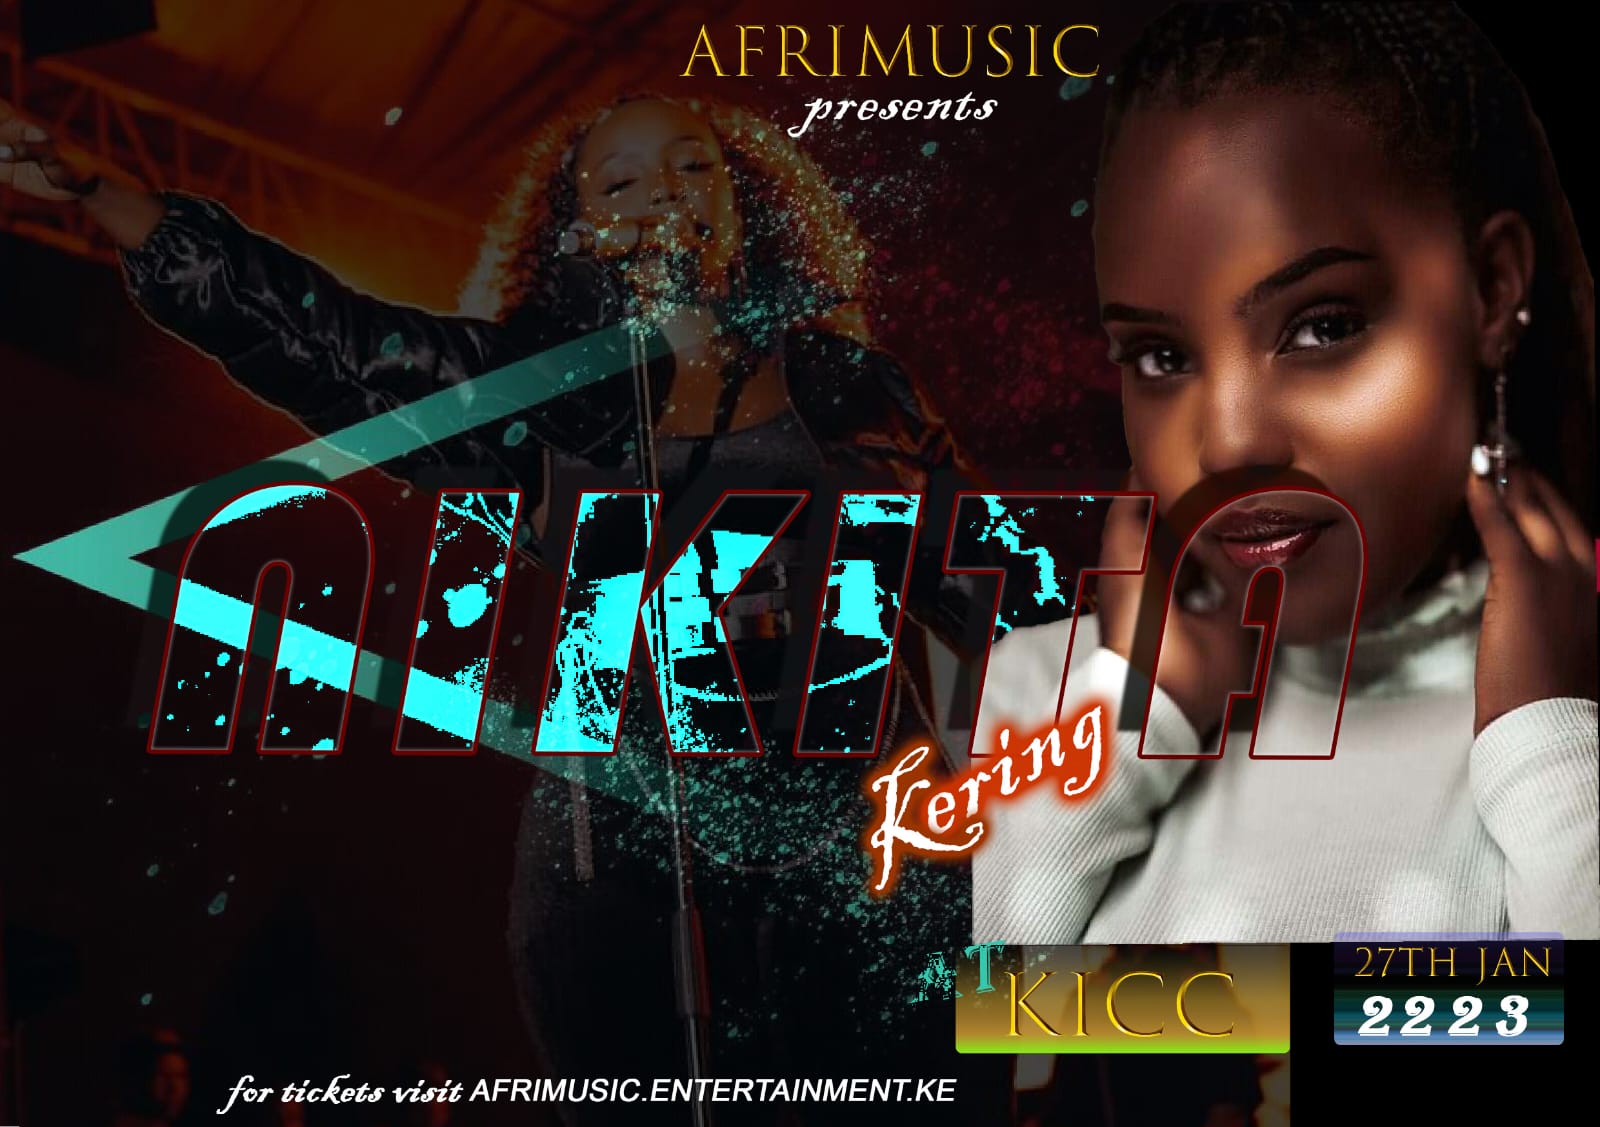 AFRIMUSIC
presents
NIKITA
Kering
AT KICC
27TH JAN
2223
for tickets visit AFRIMUSIC.ENTERTAINMENT.KE